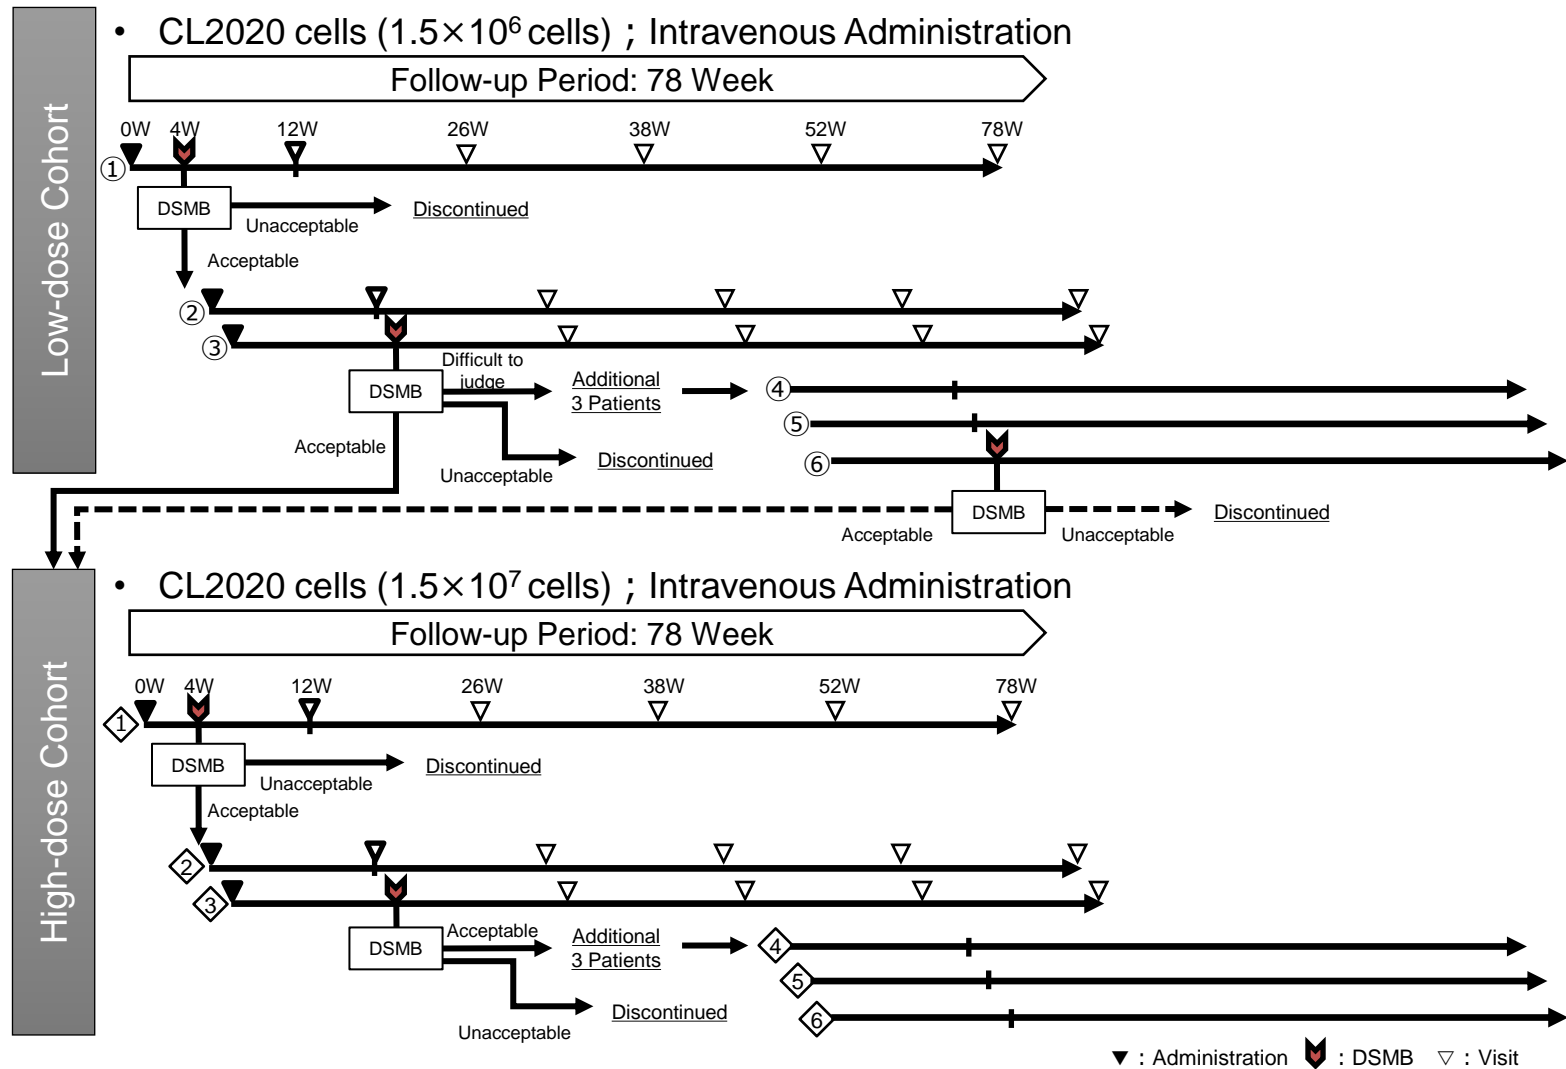 Low-dose Cohort
• CL2020 cells (1.5×10⁶ cells) ; Intravenous Administration
Follow-up Period: 78 Week
0W 4W 12W 26W 38W 52W 78W
①
DSMB
Unacceptable
Discontinued
Acceptable
②
③
DSMB
Difficult to
judge
Additional
3 Patients
④
⑤
⑥
Acceptable
Unacceptable
Discontinued
DSMB
Acceptable
Unacceptable
Discontinued
High-dose Cohort
• CL2020 cells (1.5×10⁷ cells) ; Intravenous Administration
Follow-up Period: 78 Week
0W 4W 12W 26W 38W 52W 78W
1
DSMB
Unacceptable
Discontinued
Acceptable
2
3
DSMB
Acceptable
Additional
3 Patients
4
5
6
Unacceptable
Discontinued
▼ : Administration : DSMB ▽ : Visit